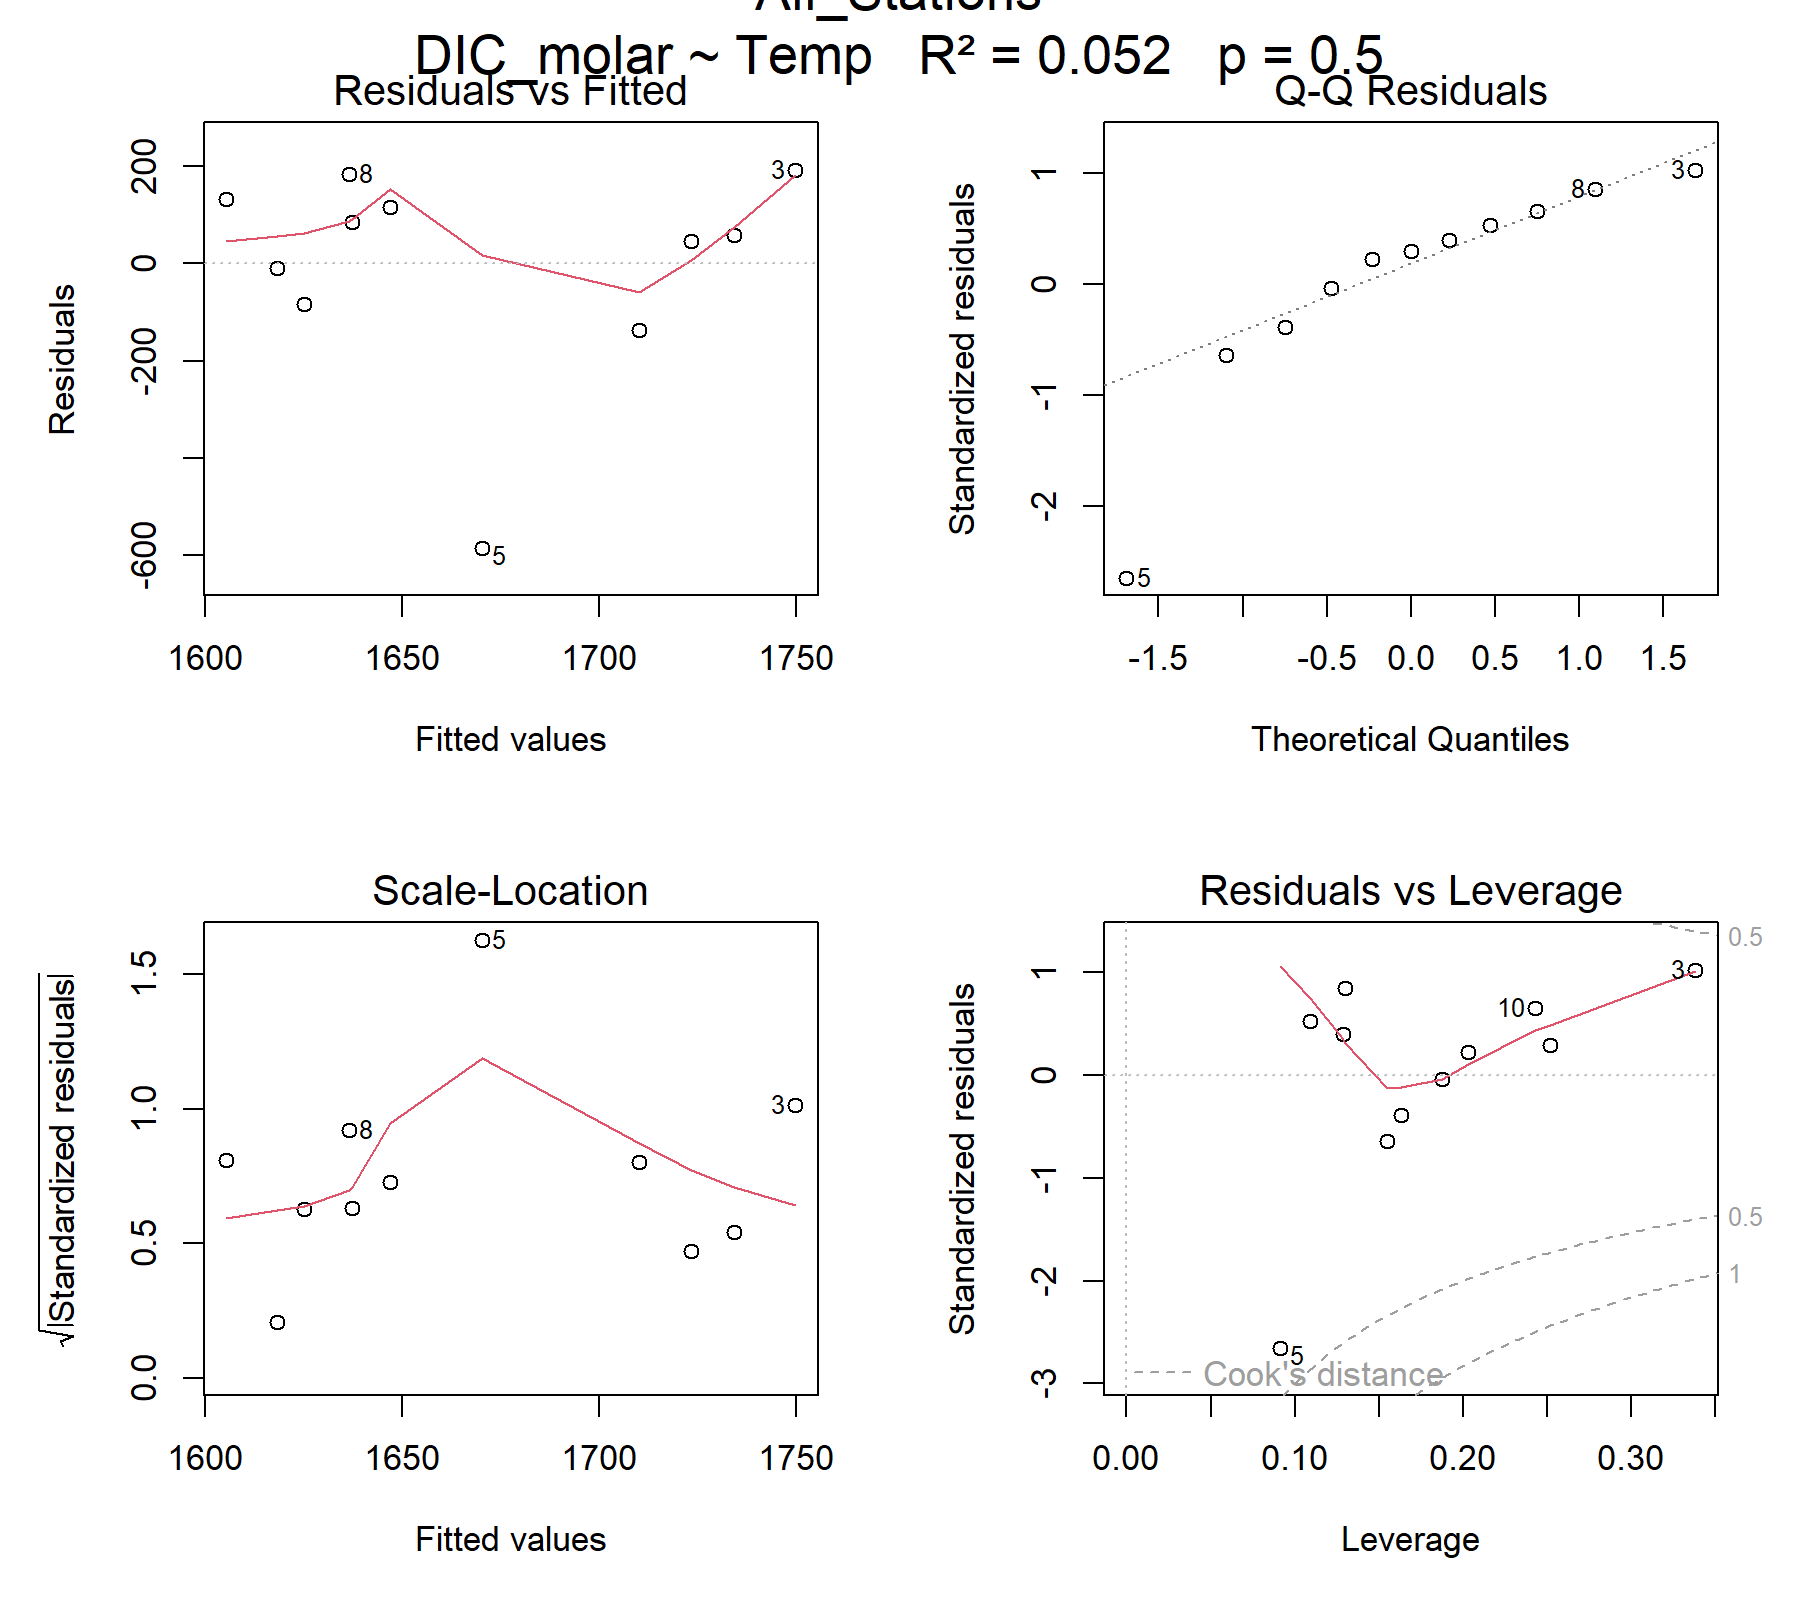 All_Stations
DIC_molar ~ Temp R² = 0.052 p = 0.5
Residuals vs Fitted
Residuals
200
0
-200
-600
8
3
5
1600 1650 1700 1750
Fitted values
Q-Q Residuals
Standardized residuals
1
0
-1
-2
8
3
5
-1.5 -0.5 0.0 0.5 1.0 1.5
Theoretical Quantiles
Scale-Location
√|Standardized residuals|
1.5
1.0
0.5
0.0
5
8
3
1600 1650 1700 1750
Fitted values
Residuals vs Leverage
Standardized residuals
1
0
-1
-2
-3
0.5
3
10
0.5
1
5
Cook's distance
0.00 0.10 0.20 0.30
Leverage